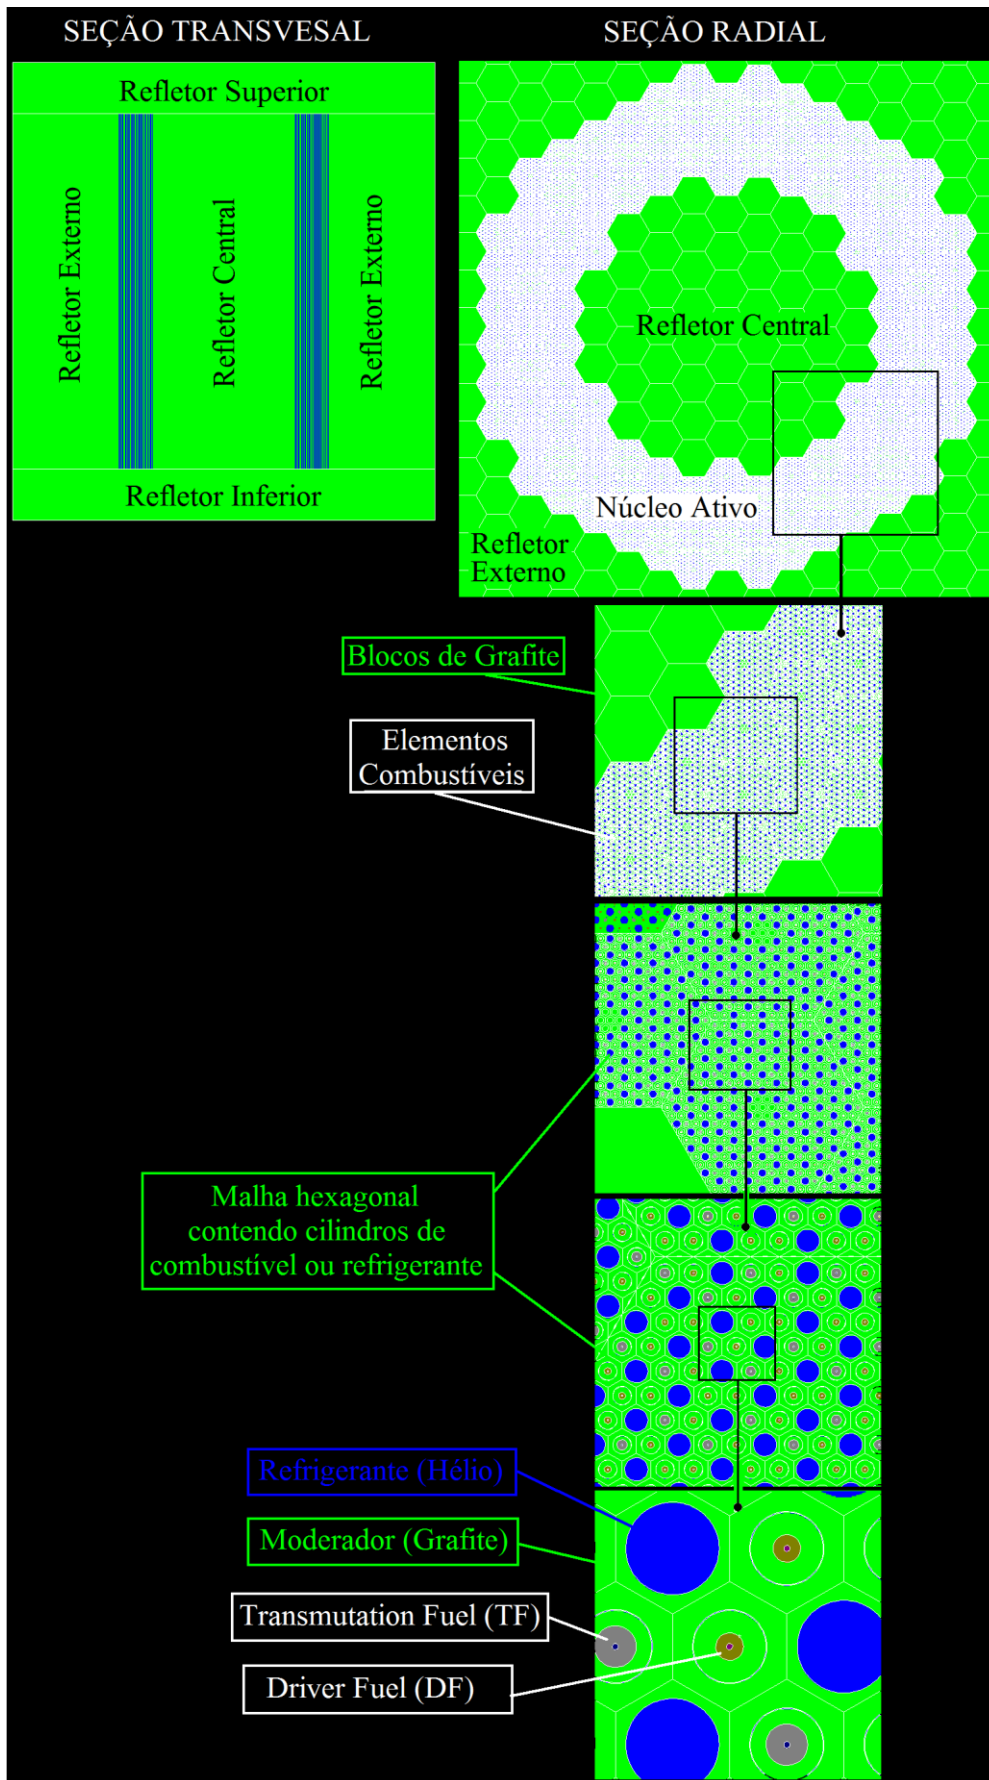 SEÇÃO TRANSVESAL
SEÇÃO RADIAL
Refletor Superior
Refletor Externo
Refletor Central
Refletor Externo
Refletor Inferior
Refletor Central
Núcleo Ativo
Refletor
Externo
Blocos de Grafite
Elementos
Combustíveis
Malha hexagonal
contendo cilindros de
combustível ou refrigerante
Refrigerante (Hélio)
Moderador (Grafite)
Transmutation Fuel (TF)
Driver Fuel (DF)